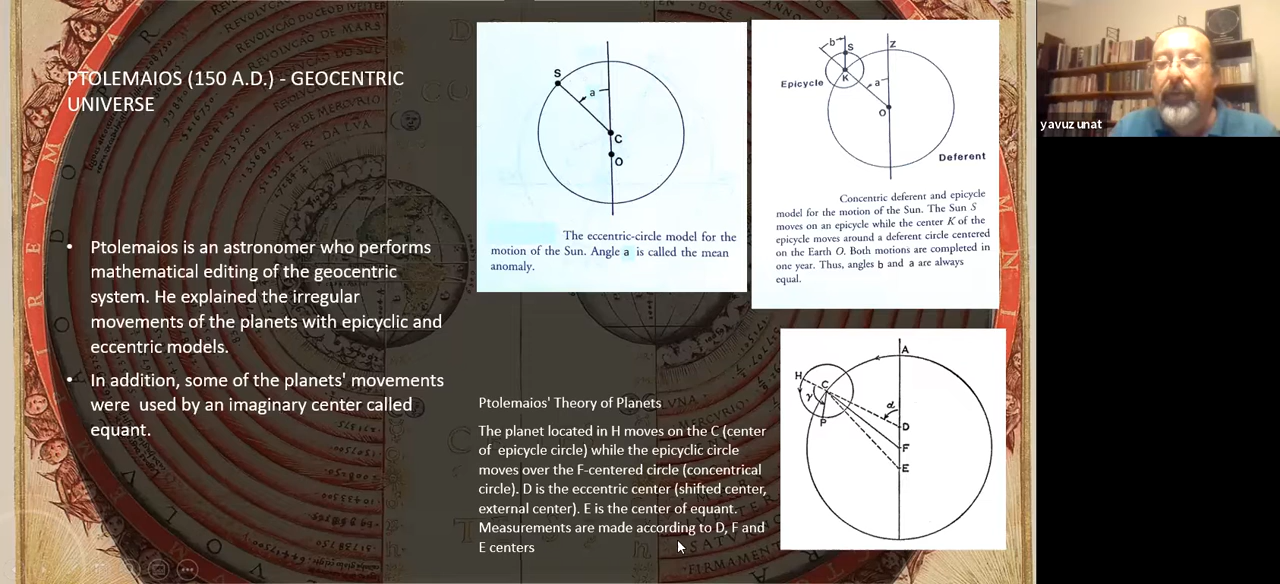 PTOLEMAIOS (150 A.D.) - GEOCENTRIC
UNIVERSE
• Ptolemaios is an astronomer who performs
mathematical editing of the geocentric
system. He explained the irregular
movements of the planets with epicyclic and
eccentric models.
• In addition, some of the planets' movements
were used by an imaginary center called
equant.
S
a
C
O
The eccentric-circle model for the
motion of the Sun. Angle a is called the mean
anomaly.
b
S
Z
Epicycle
K
a
O
Deferent
Concentric deferent and epicycle
model for the motion of the Sun. The Sun S
moves on an epicycle while the center K of the
epicycle moves around a deferent circle centered
on the Earth O. Both motions are completed in
one year. Thus, angles b and a are always
equal.
Ptolemaios' Theory of Planets
The planet located in H moves on the C (center
of epicycle circle) while the epicyclic circle
moves over the F-centered circle (concentrical
circle). D is the eccentric center (shifted center,
external center). E is the center of equant.
Measurements are made according to D, F and
E centers
A
H
C
γ
P
α
D
F
E
yavuz unat